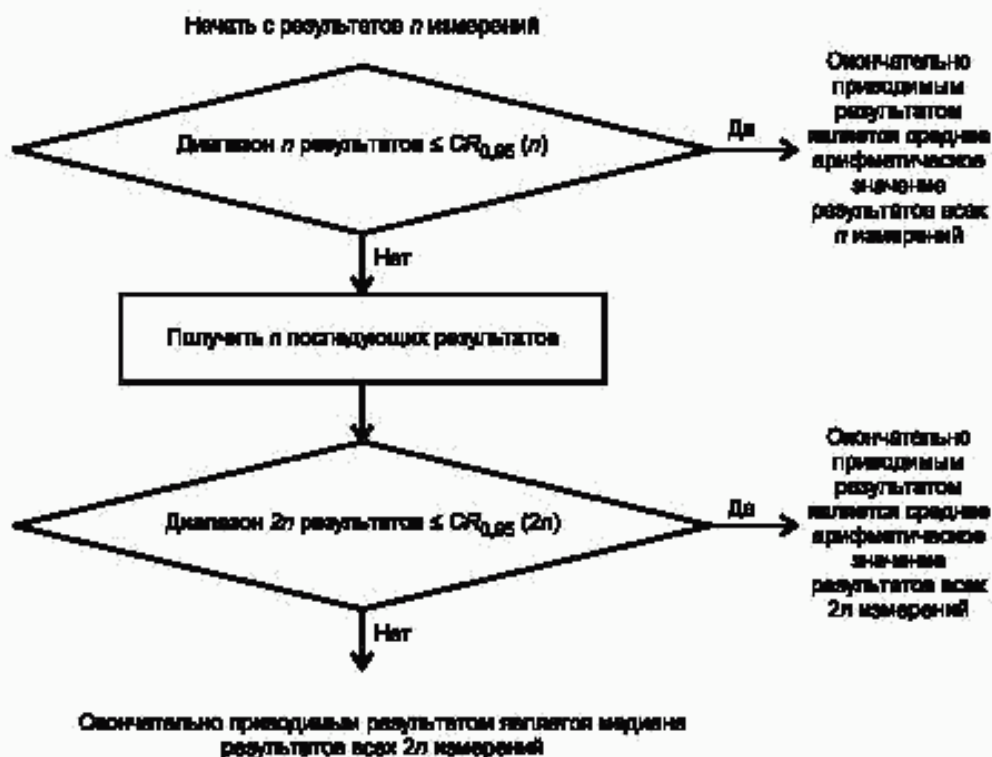 Начать с результатов n измерений
Диапазон n результатов ≤ CR0,95 (n)
Да
Окончательно
приводимым
результатом
является среднее
арифметическое
значение
результатов всех
n измерений
Нет
Получить n последующих результатов
Диапазон 2n результатов ≤ CR0,95 (2n)
Да
Окончательно
приводимым
результатом
является среднее
арифметическое
значение
результатов всех
2n измерений
Нет
Окончательно приводимым результатом является медиана
результатов всех 2n измерений